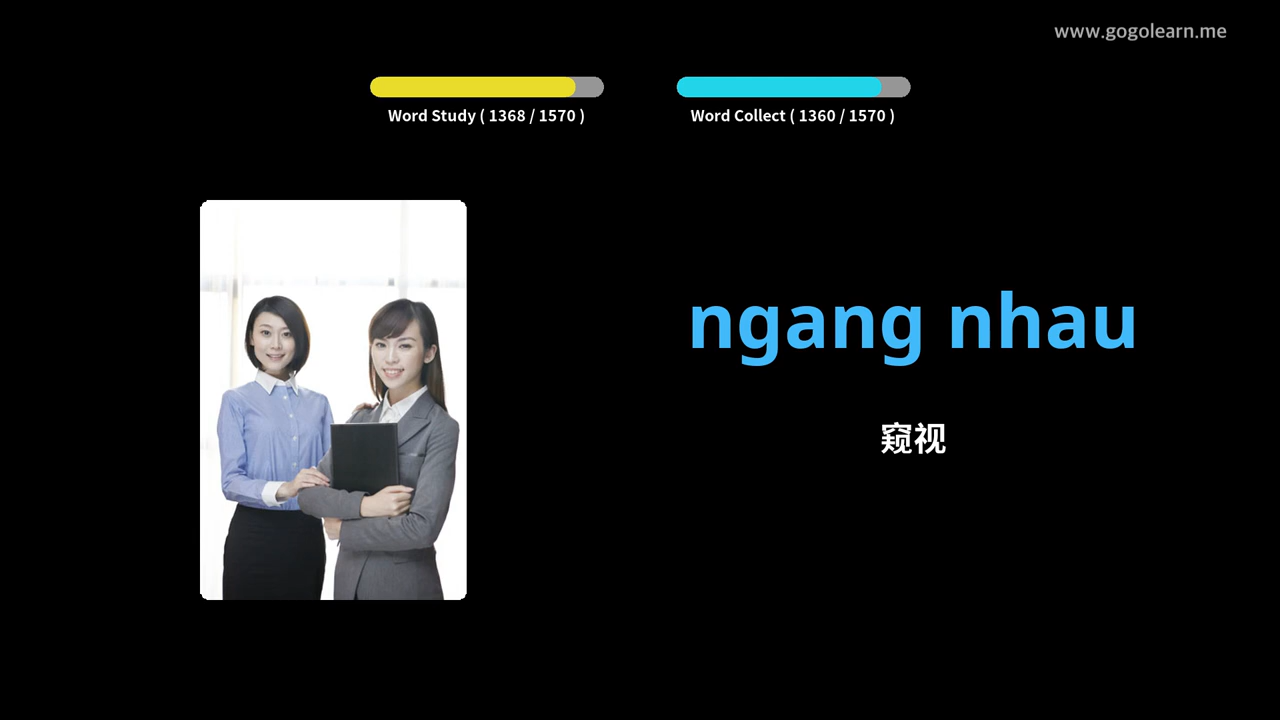 www.gogolearn.me
Word Study ( 1368 / 1570 )
Word Collect ( 1360 / 1570 )
ngang nhau
窥视